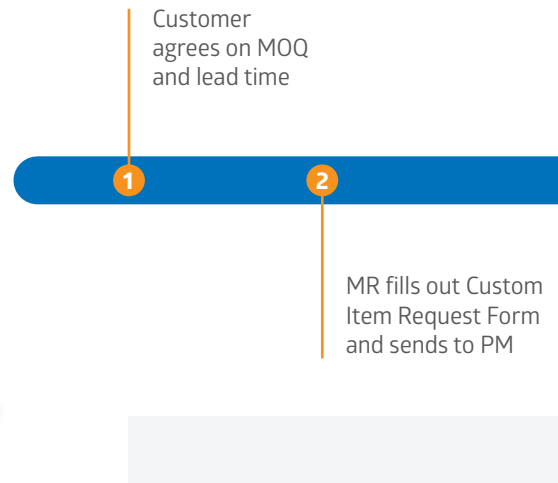 Customer
agrees on MOQ
and lead time
1
2
MR fills out Custom
Item Request Form
and sends to PM